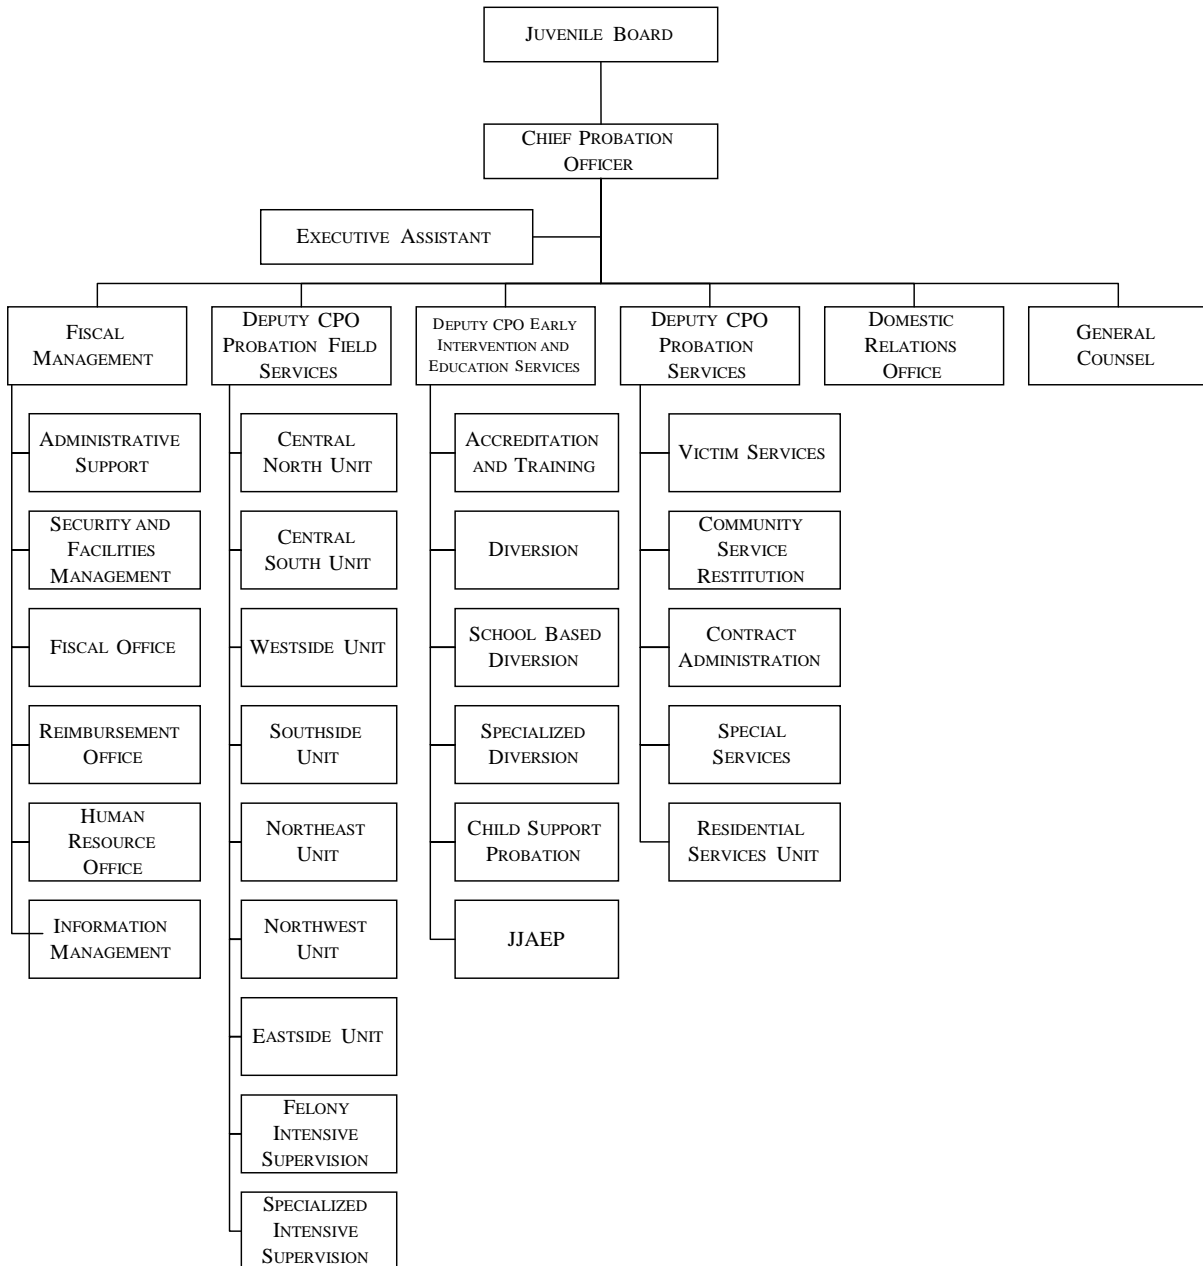 JUVENILE BOARD
CHIEF PROBATION
OFFICER
EXECUTIVE ASSISTANT
FISCAL
MANAGEMENT
DEPUTY CPO
PROBATION FIELD
SERVICES
DEPUTY CPO EARLY
INTERVENTION AND
EDUCATION SERVICES
DEPUTY CPO
PROBATION
SERVICES
DOMESTIC
RELATIONS
OFFICE
GENERAL
COUNSEL
ADMINISTRATIVE
SUPPORT
SECURITY AND
FACILITIES
MANAGEMENT
FISCAL OFFICE
REIMBURSEMENT
OFFICE
HUMAN
RESOURCE
OFFICE
INFORMATION
MANAGEMENT
CENTRAL
NORTH UNIT
CENTRAL
SOUTH UNIT
WESTSIDE UNIT
SOUTHSIDE
UNIT
NORTHEAST
UNIT
NORTHWEST
UNIT
EASTSIDE UNIT
FELONY
INTENSIVE
SUPERVISION
SPECIALIZED
INTENSIVE
SUPERVISION
ACCREDITATION
AND TRAINING
DIVERSION
SCHOOL BASED
DIVERSION
SPECIALIZED
DIVERSION
CHILD SUPPORT
PROBATION
JJAEP
VICTIM SERVICES
COMMUNITY
SERVICE
RESTITUTION
CONTRACT
ADMINISTRATION
SPECIAL
SERVICES
RESIDENTIAL
SERVICES UNIT